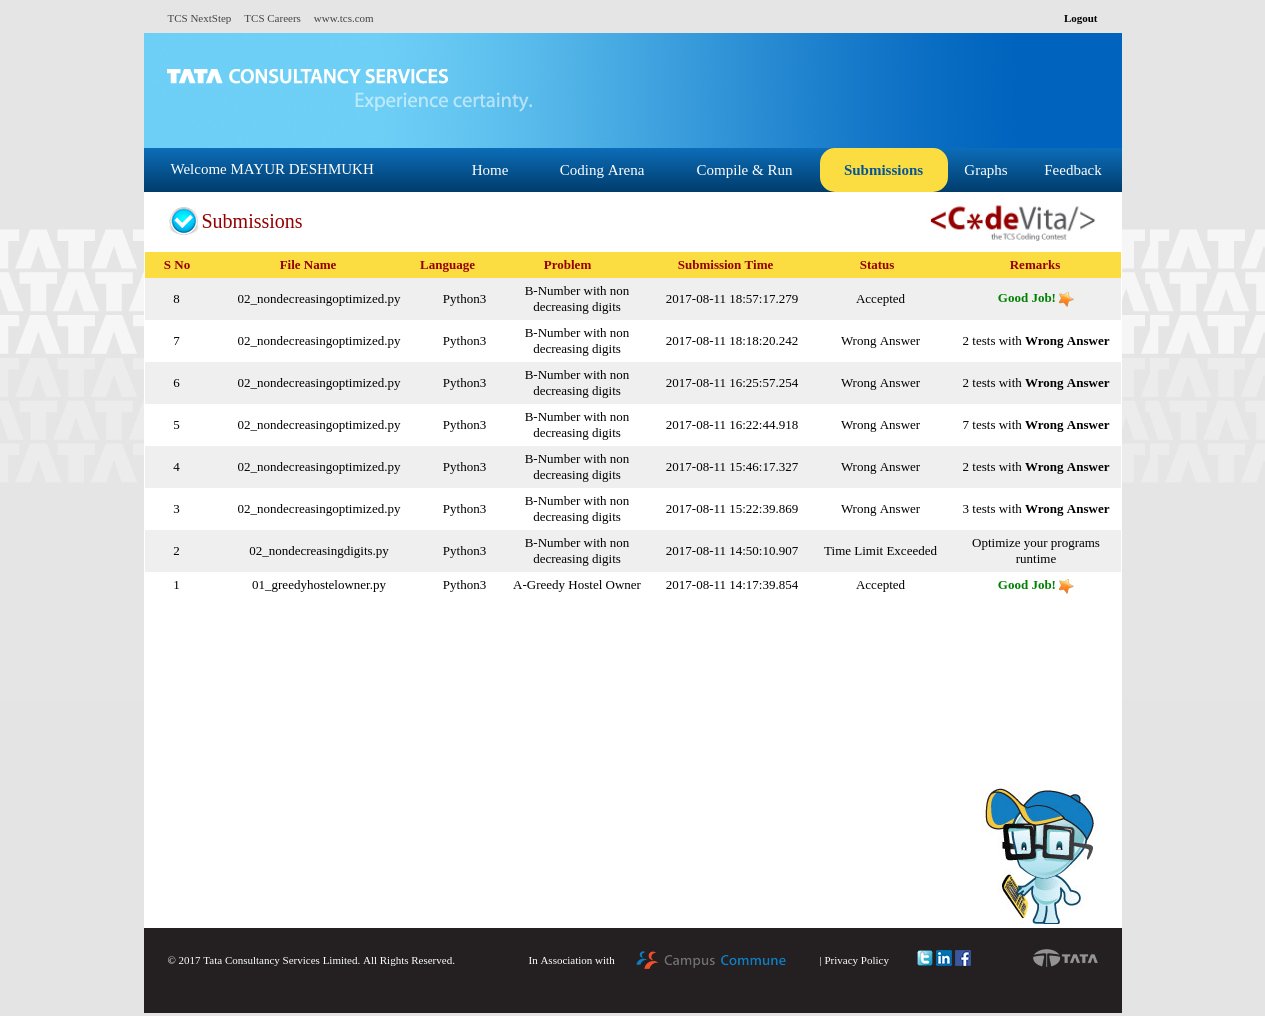 TCS NextStep TCS Careers www.tcs.com Logout
TATA CONSULTANCY SERVICES
Experience certainty.
Welcome MAYUR DESHMUKH Home Coding Arena Compile & Run Submissions Graphs Feedback
Submissions
<C*deVita/>
the TCS Coding Contest
S No File Name Language Problem Submission Time Status Remarks
8 02_nondecreasingoptimized.py Python3 B-Number with non decreasing digits 2017-08-11 18:57:17.279 Accepted Good Job!
7 02_nondecreasingoptimized.py Python3 B-Number with non decreasing digits 2017-08-11 18:18:20.242 Wrong Answer 2 tests with Wrong Answer
6 02_nondecreasingoptimized.py Python3 B-Number with non decreasing digits 2017-08-11 16:25:57.254 Wrong Answer 2 tests with Wrong Answer
5 02_nondecreasingoptimized.py Python3 B-Number with non decreasing digits 2017-08-11 16:22:44.918 Wrong Answer 7 tests with Wrong Answer
4 02_nondecreasingoptimized.py Python3 B-Number with non decreasing digits 2017-08-11 15:46:17.327 Wrong Answer 2 tests with Wrong Answer
3 02_nondecreasingoptimized.py Python3 B-Number with non decreasing digits 2017-08-11 15:22:39.869 Wrong Answer 3 tests with Wrong Answer
2 02_nondecreasingdigits.py Python3 B-Number with non decreasing digits 2017-08-11 14:50:10.907 Time Limit Exceeded Optimize your programs runtime
1 01_greedyhostelowner.py Python3 A-Greedy Hostel Owner 2017-08-11 14:17:39.854 Accepted Good Job!
© 2017 Tata Consultancy Services Limited. All Rights Reserved. In Association with Campus Commune | Privacy Policy TATA